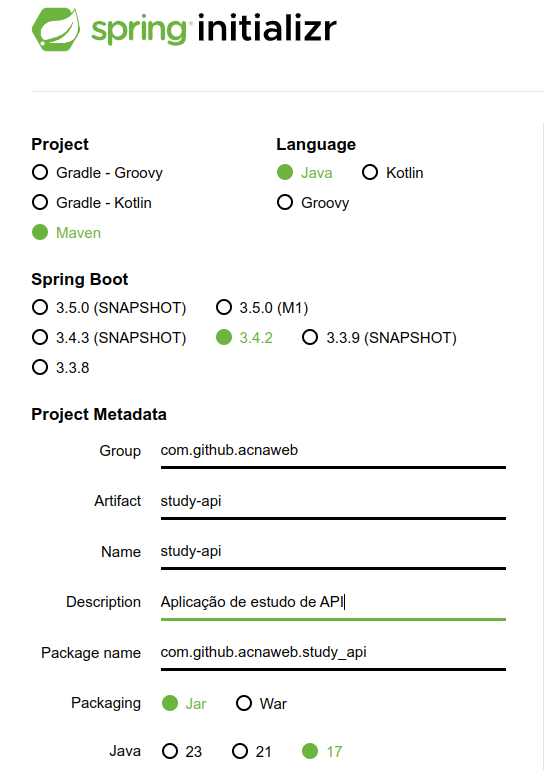 spring initializr
Project
Language
Gradle - Groovy
Java
Kotlin
Gradle - Kotlin
Groovy
Maven
Spring Boot
3.5.0 (SNAPSHOT)
3.5.0 (M1)
3.4.3 (SNAPSHOT)
3.4.2
3.3.9 (SNAPSHOT)
3.3.8
Project Metadata
Group
com.github.acnaweb
Artifact
study-api
Name
study-api
Description
Aplicação de estudo de API
Package name
com.github.acnaweb.study_api
Packaging
Jar
War
Java
23
21
17